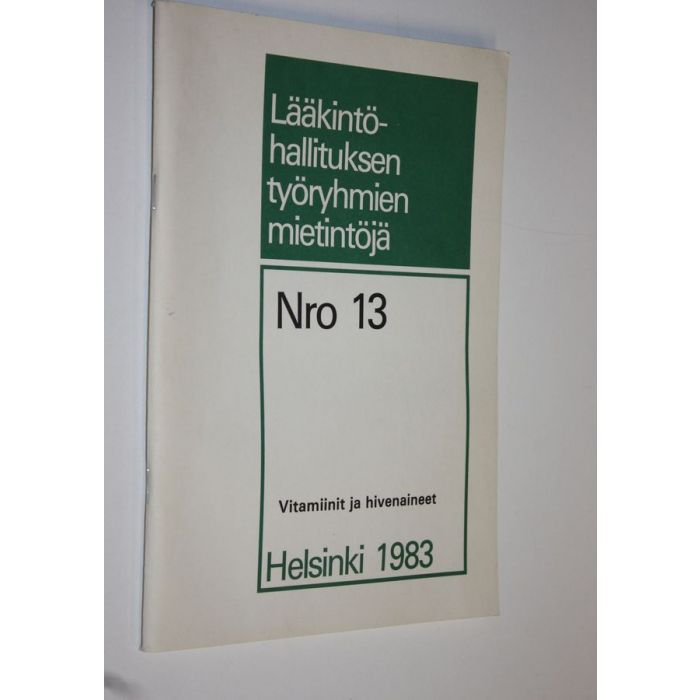 Lääkintö-
hallituksen
työryhmien
mietintöjä
Nro 13
Vitamiinit ja hivenaineet
Helsinki 1983